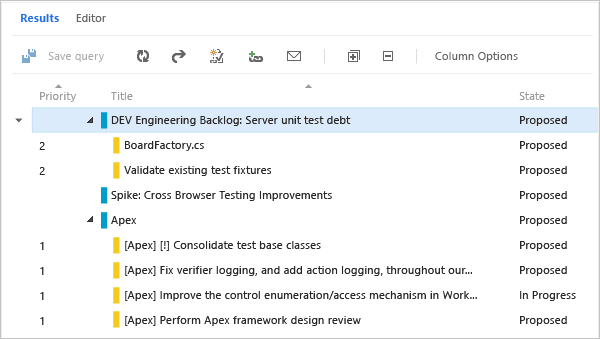 Results Editor
Save query Column Options
Priority Title State
DEV Engineering Backlog: Server unit test debt Proposed
2 BoardFactory.cs Proposed
2 Validate existing test fixtures Proposed
Spike: Cross Browser Testing Improvements Proposed
Apex Proposed
1 [Apex] [!] Consolidate test base classes Proposed
1 [Apex] Fix verifier logging, and add action logging, throughout our... Proposed
1 [Apex] Improve the control enumeration/access mechanism in Work... In Progress
1 [Apex] Perform Apex framework design review Proposed